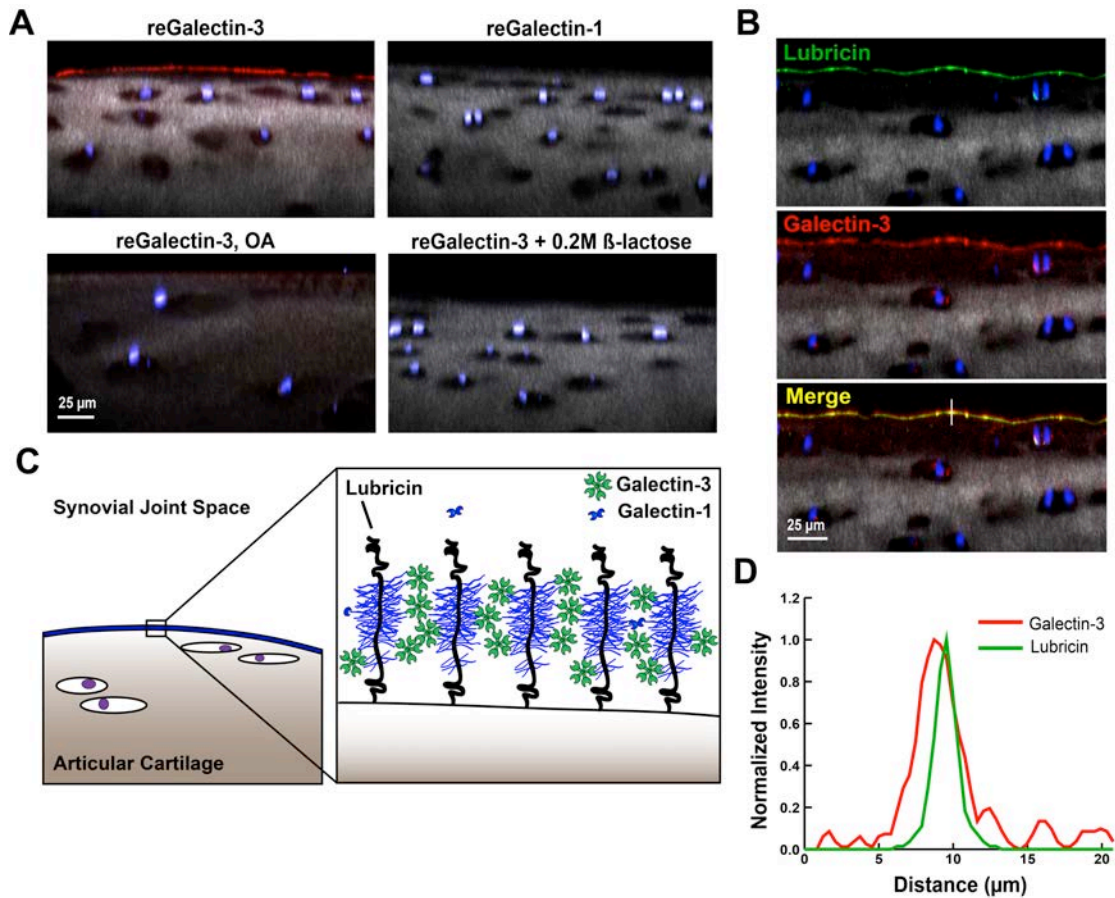 A
reGalectin-3
reGalectin-1
reGalectin-3, OA
reGalectin-3 + 0.2M ß-lactose
25 µm
B
Lubricin
Galectin-3
Merge
25 µm
C
Synovial Joint Space
Articular Cartilage
Lubricin
Galectin-3
Galectin-1
D
Normalized Intensity
1.2
1.0
0.8
0.6
0.4
0.2
0.0
0 5 10 15 20
Distance (µm)
Galectin-3
Lubricin